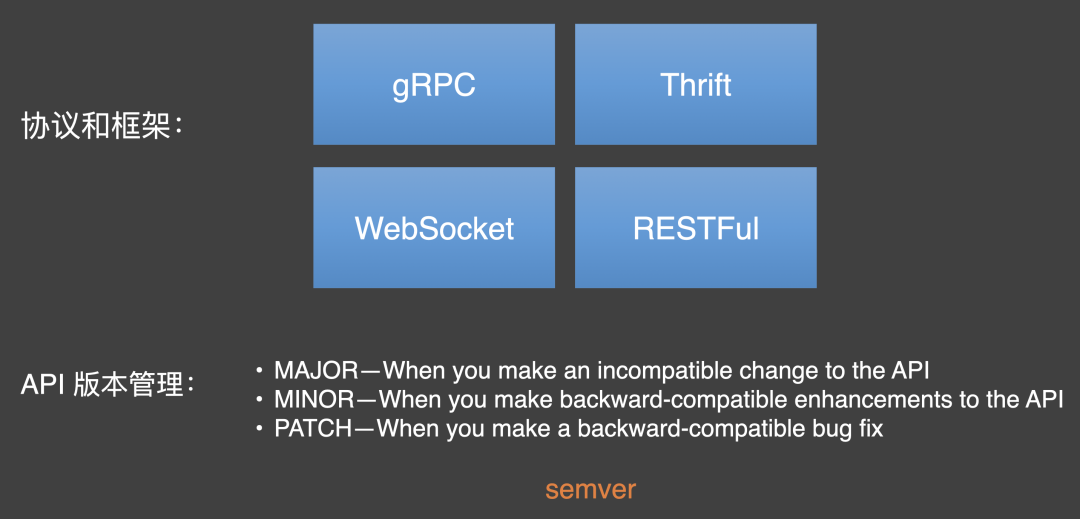 gRPC
Thrift
协议和框架：
WebSocket
RESTFul
API 版本管理：
• MAJOR—When you make an incompatible change to the API
• MINOR—When you make backward-compatible enhancements to the API
• PATCH—When you make a backward-compatible bug fix
semver